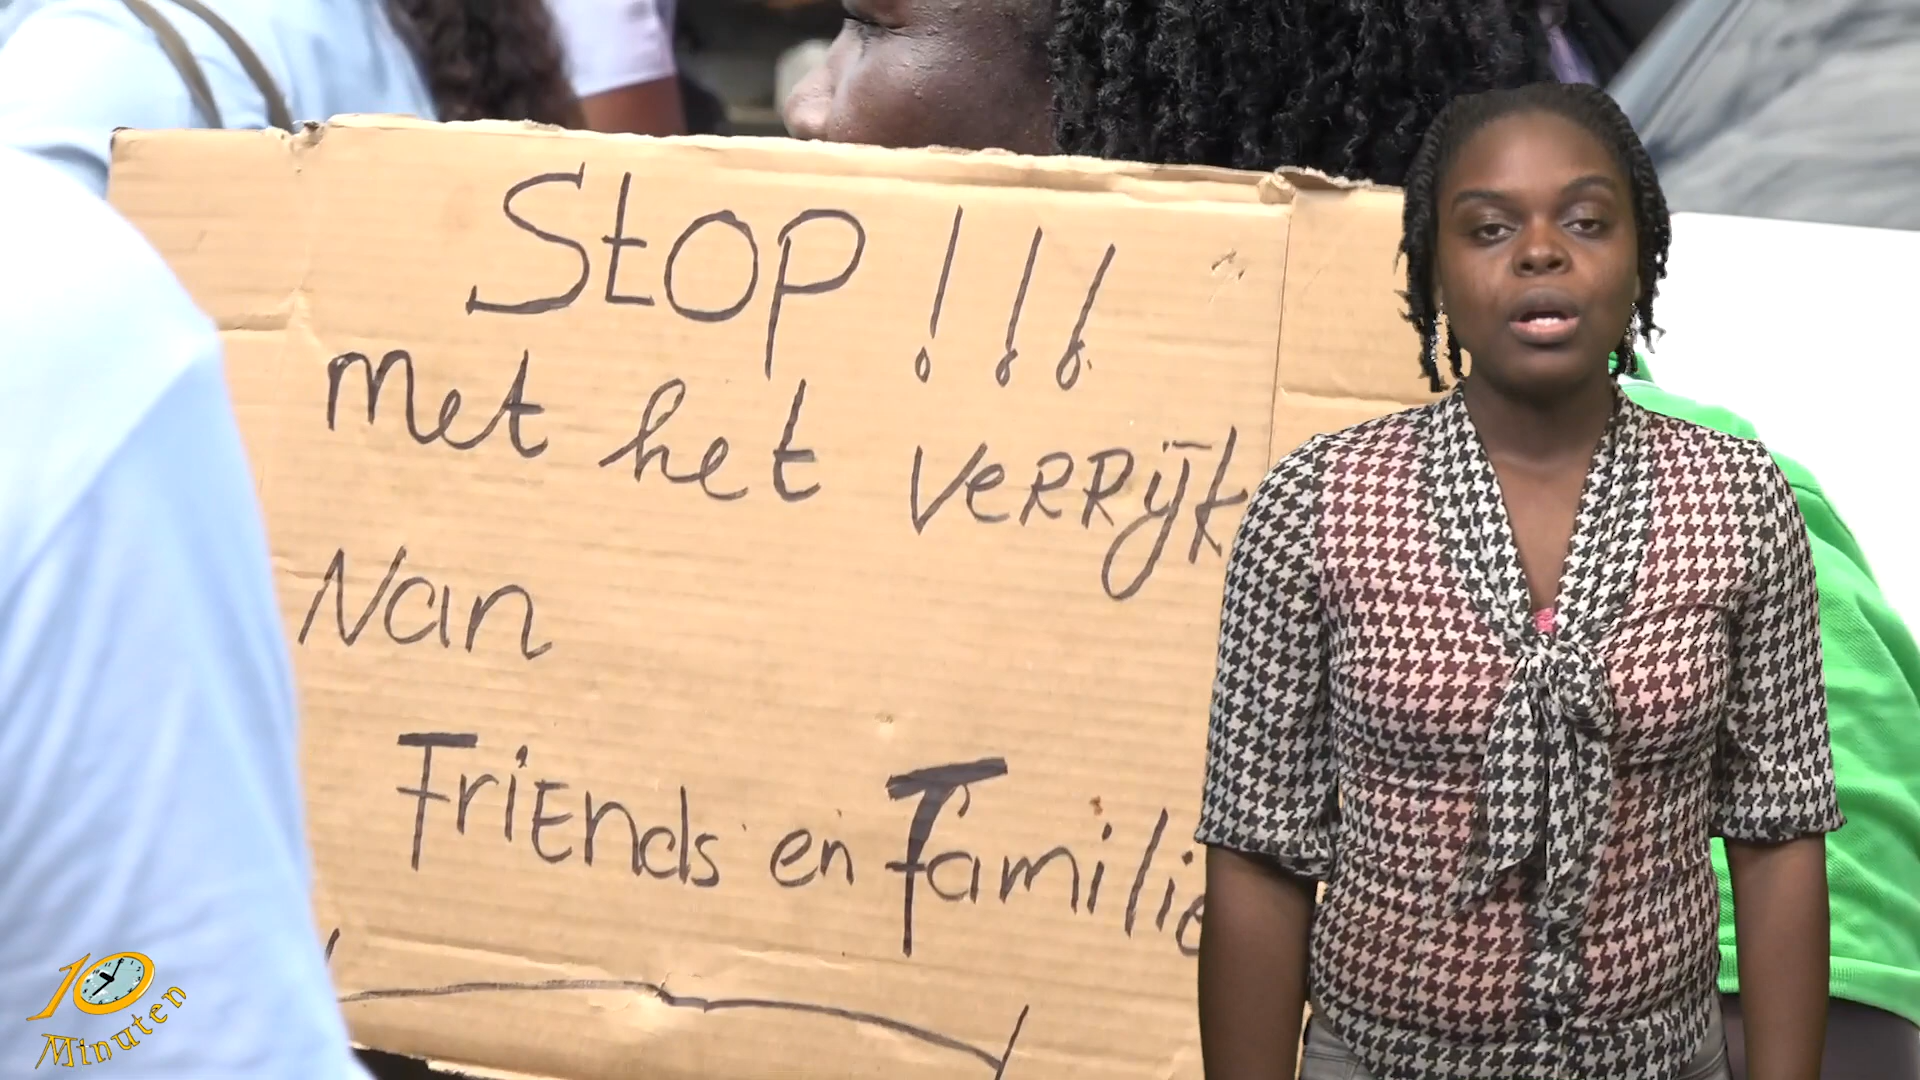 Stop !!!
Met het VeRRijk
Nan
FriEnds en Familie
10
Minuten